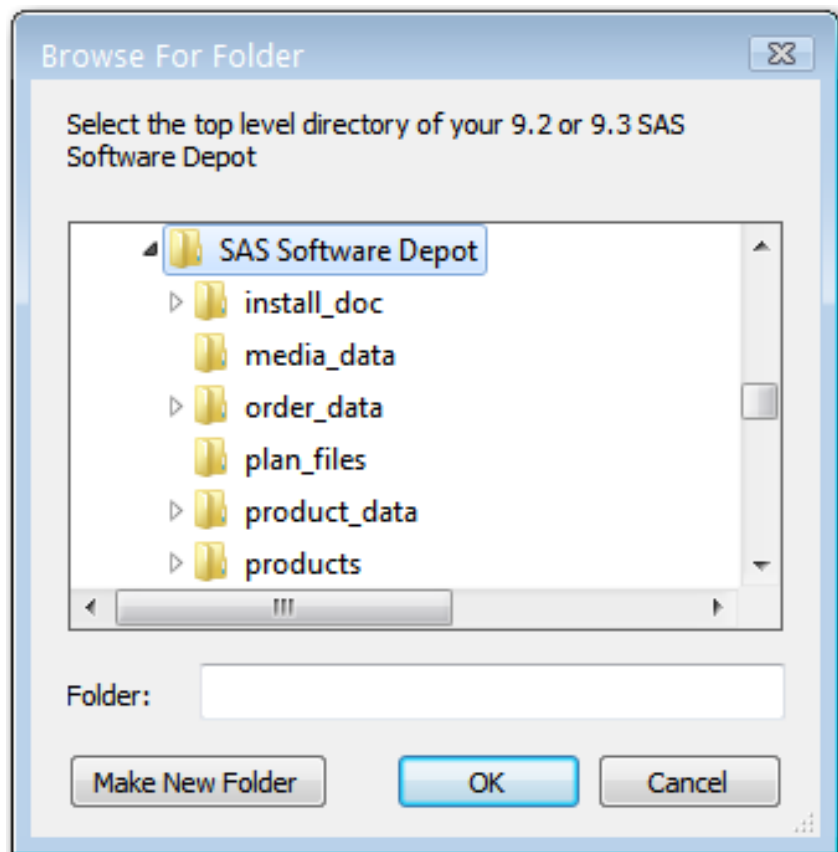 Browse For Folder
Select the top level directory of your 9.2 or 9.3 SAS
Software Depot
SAS Software Depot
install_doc
media_data
order_data
plan_files
product_data
products
Folder:
Make New Folder OK Cancel